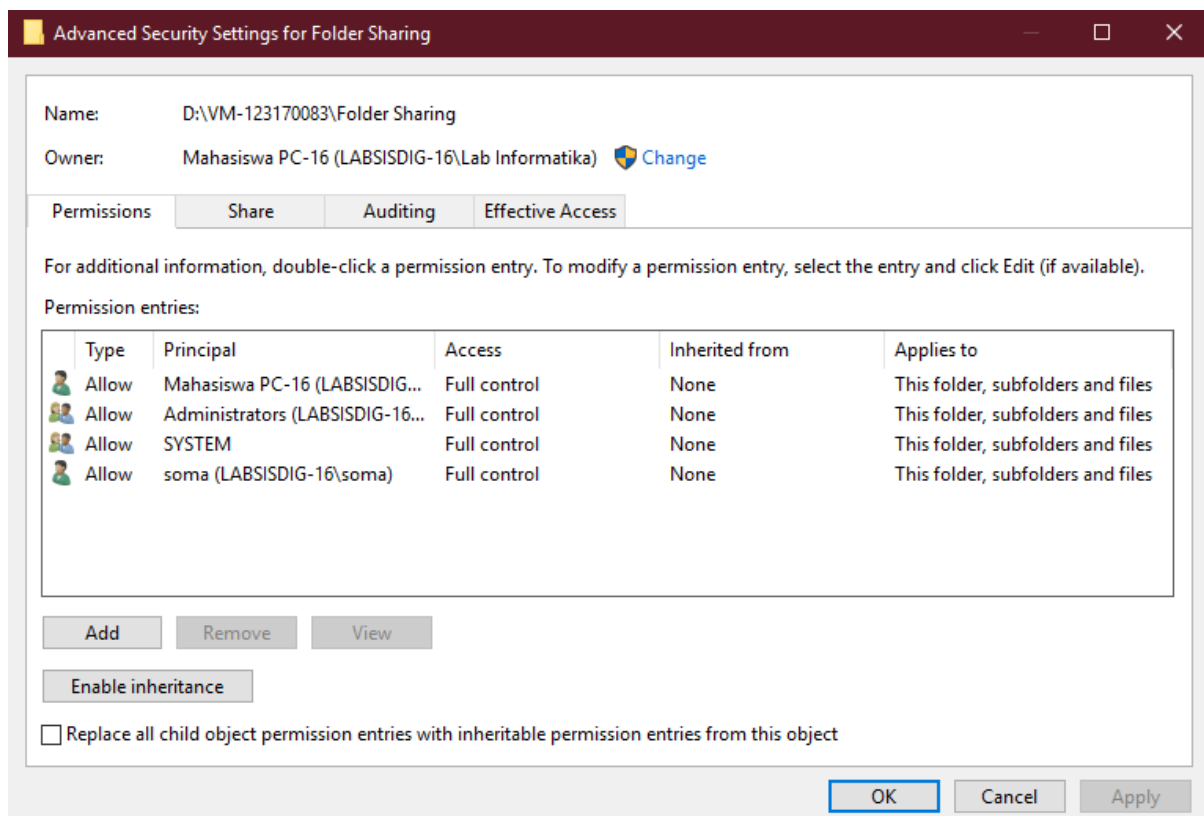 Advanced Security Settings for Folder Sharing
Name: D:\VM-123170083\Folder Sharing
Owner: Mahasiswa PC-16 (LABSISDIG-16\Lab Informatika) Change
Permissions Share Auditing Effective Access
For additional information, double-click a permission entry. To modify a permission entry, select the entry and click Edit (if available).
Permission entries:
Type Principal Access Inherited from Applies to
Allow Mahasiswa PC-16 (LABSISDIG... Full control None This folder, subfolders and files
Allow Administrators (LABSISDIG-16... Full control None This folder, subfolders and files
Allow SYSTEM Full control None This folder, subfolders and files
Allow soma (LABSISDIG-16\soma) Full control None This folder, subfolders and files
Add Remove View
Enable inheritance
Replace all child object permission entries with inheritable permission entries from this object
OK Cancel Apply